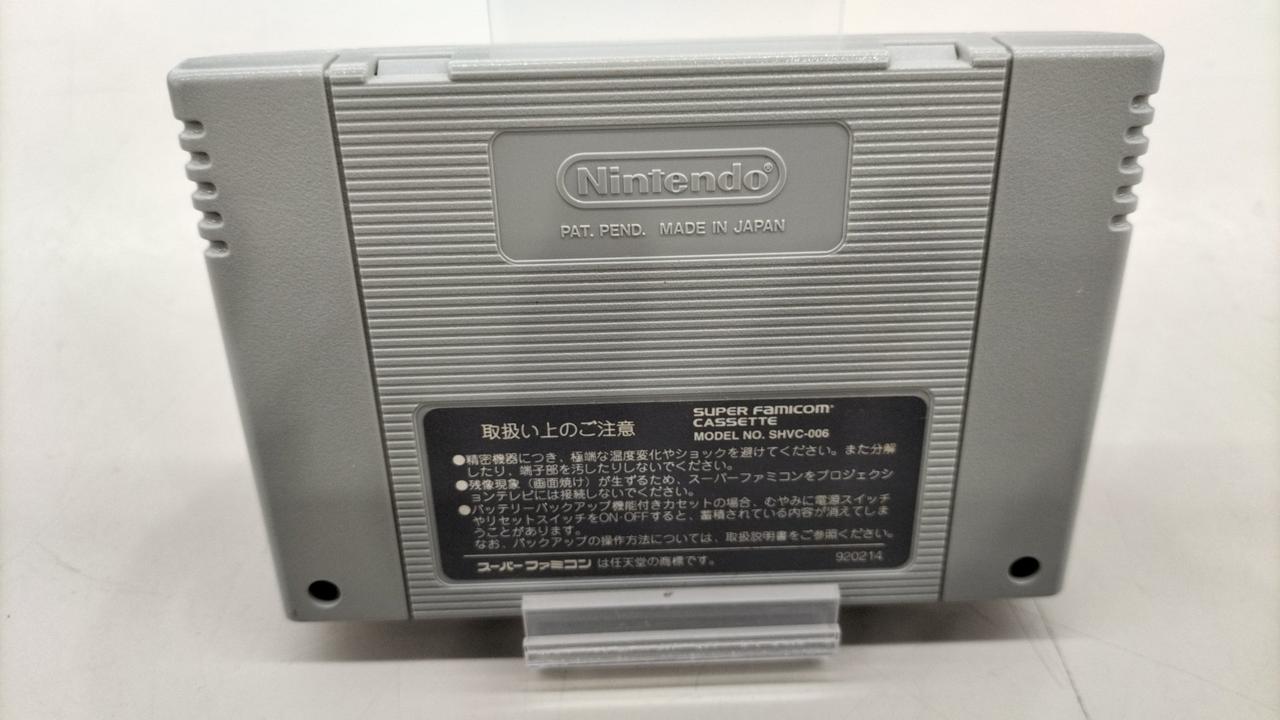 Nintendo®
PAT. PEND. MADE IN JAPAN
取扱い上のご注意
SUPER FAMICOM®
CASSETTE
MODEL NO. SHVC-006
●精密機器につき、極端な温度変化やショックを避けてください。また分解
したり、端子部を汚したりしないでください。
●残像現象（画面焼け）が生ずるため、スーパーファミコンをプロジェクシ
ョンテレビには接続しないでください。
●バッテリーバックアップ機能付きカセットの場合、むやみに電源スイッチ
やリセットスイッチをON・OFFすると、蓄積されている内容が消えてしま
うことがあります。
なお、バックアップの操作方法については、取扱説明書をご参照ください。
スーパーファミコンは任天堂の商標です。
920214